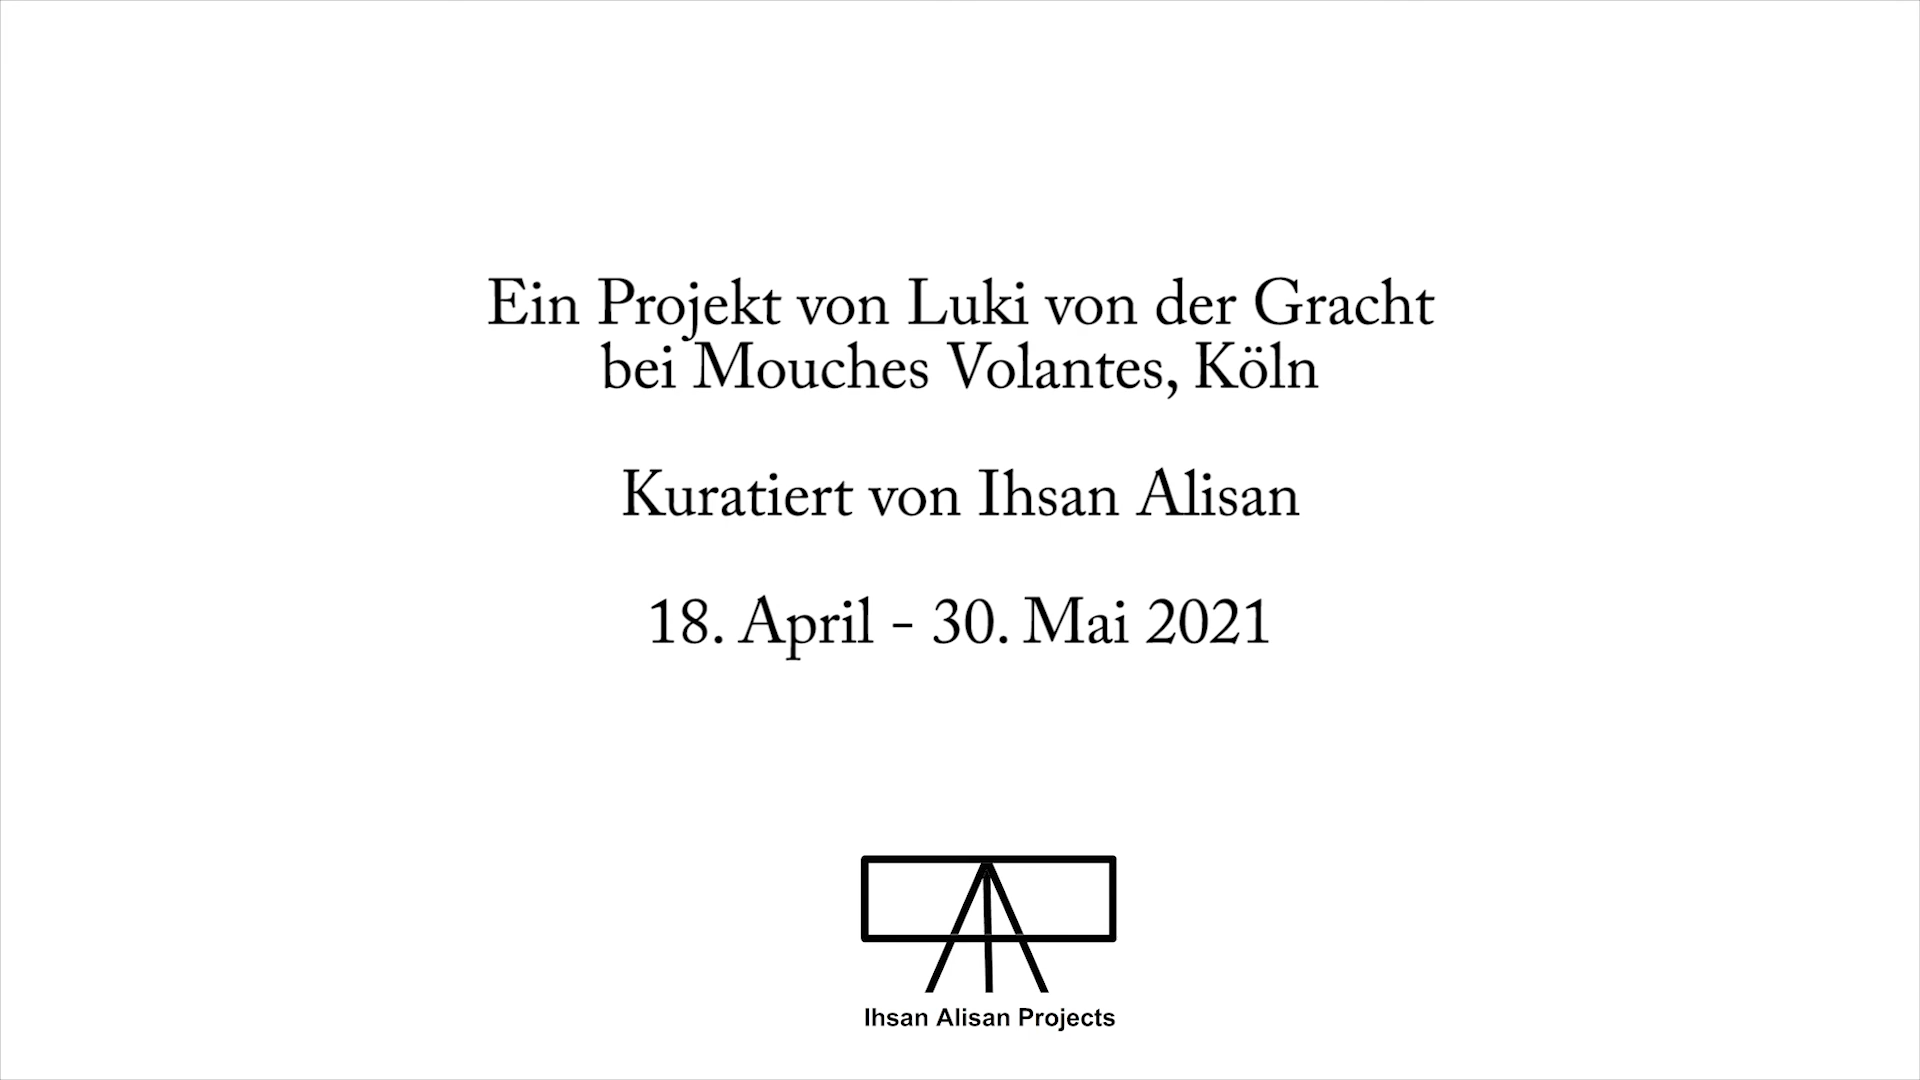 Ein Projekt von Luki von der Gracht
bei Mouches Volantes, Köln
Kuratiert von Ihsan Alisan
18. April - 30. Mai 2021
Ihsan Alisan Projects